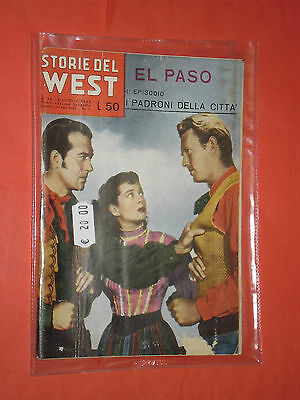 STORIE DEL
WEST
L. 50
EL PASO
1° EPISODIO
I PADRONI DELLA CITTA'
€ 20.00